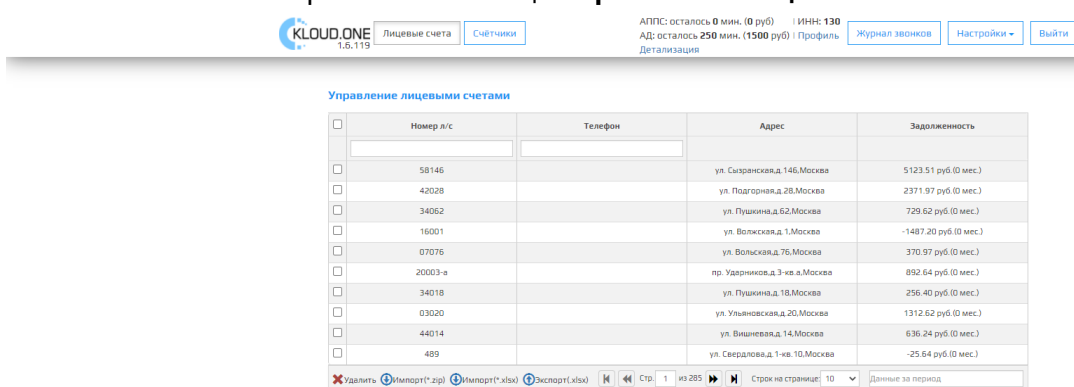 KLOUD.ONE
1.6.119
Лицевые счета Счётчики
АППС: осталось 0 мин. (0 руб) | ИНН: 130
АД: осталось 250 мин. (1500 руб) | Профиль
Детализация
Журнал звонков Настройки Выйти
Управление лицевыми счетами
Номер л/с Телефон Адрес Задолженность
58146 ул. Сызранская,д.146,Москва 5123.51 руб.(0 мес.)
42028 ул. Подгорная,д.28,Москва 2371.97 руб.(0 мес.)
34062 ул. Пушкина,д.62,Москва 729.62 руб.(0 мес.)
16001 ул. Волжская,д.1,Москва -1487.20 руб.(0 мес.)
07076 ул. Вольская,д.76,Москва 370.97 руб.(0 мес.)
20003-а пр. Ударников,д.3-кв.а,Москва 892.64 руб.(0 мес.)
34018 ул. Пушкина,д.18,Москва 256.40 руб.(0 мес.)
03020 ул. Ульяновская,д.20,Москва 1312.62 руб.(0 мес.)
44014 ул. Вишневая,д.14,Москва 636.24 руб.(0 мес.)
489 ул. Свердлова,д.1-кв.10,Москва -25.64 руб.(0 мес.)
Удалить Импорт(*.zip) Импорт(*.xlsx) Экспорт(.xlsx) Стр. 1 из 285 Строк на странице: 10 Данные за период